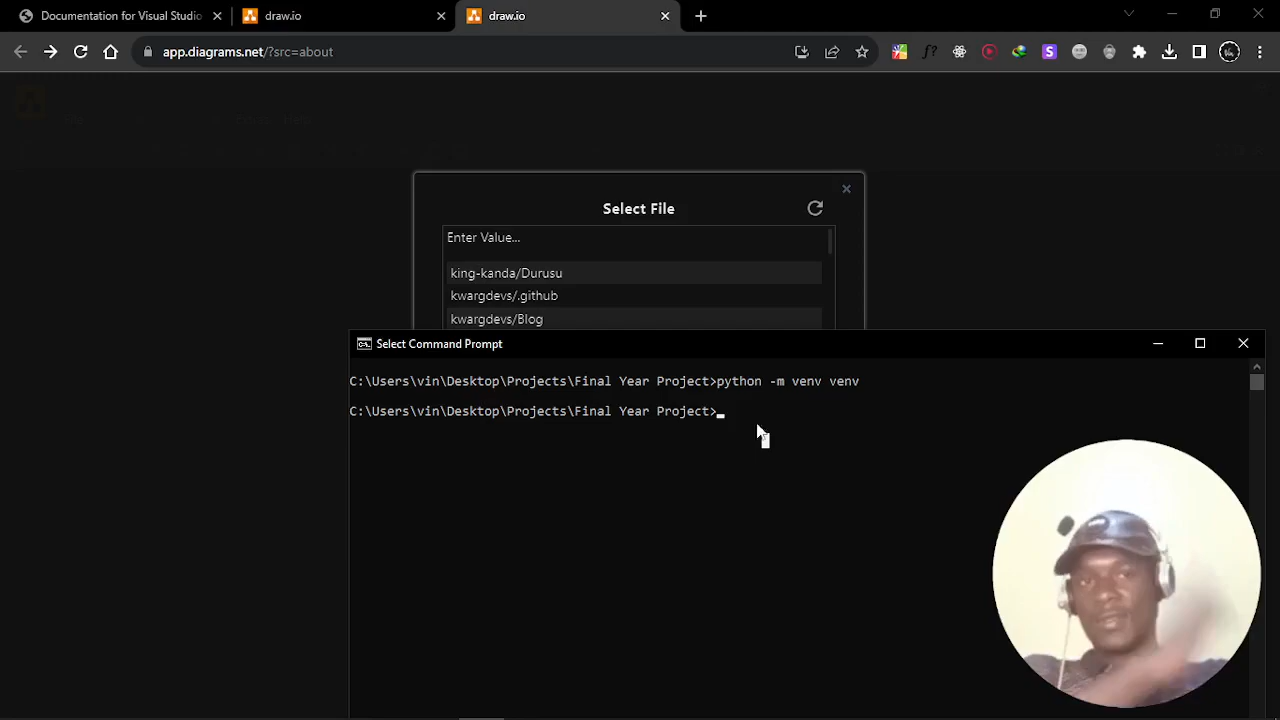 Documentation for Visual Studio
draw.io
draw.io
app.diagrams.net/?src=about
f?
S
Select File
Enter Value...
king-kanda/Durusu
kwargdevs/.github
kwargdevs/Blog
Select Command Prompt
C:\Users\vin\Desktop\Projects\Final Year Project>python -m venv venv
C:\Users\vin\Desktop\Projects\Final Year Project>